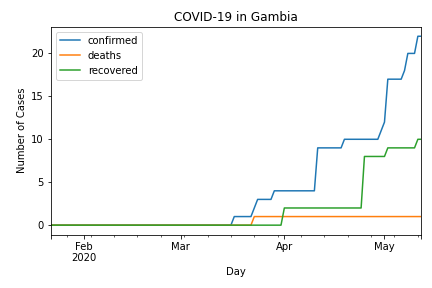 COVID-19 in Gambia
confirmed
deaths
recovered
Number of Cases
20
15
10
5
0
Feb
2020
Mar
Apr
May
Day